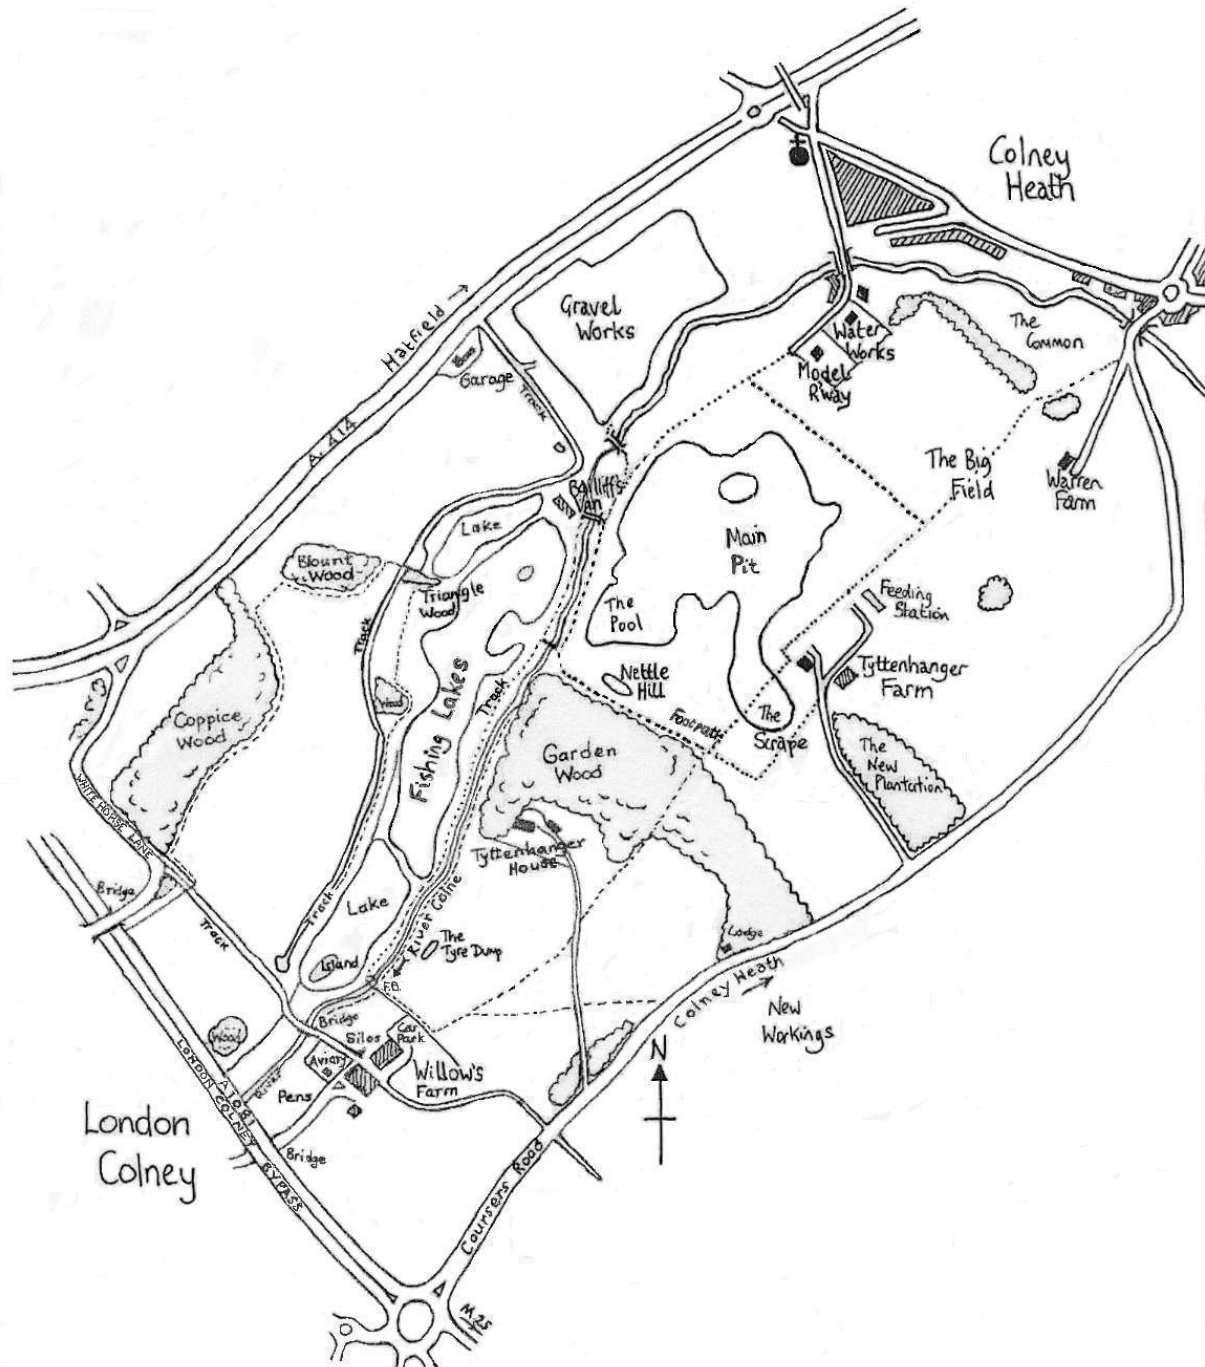 Colney
Heath
Hatfield
A.414
Gravel
Works
Garage
Track
The
Common
Water
Works
Model
R'way
The Big
Field
Warren
Farm
Bailiff's
Van
Lake
Main
Pit
Blount
Wood
Triangle
Wood
The
Pool
Feeding
Station
Track
Nettle
Hill
Tyttenhanger
Farm
Wood
Fishing Lakes
Track
Footpath
The
Scrape
Coppice
Wood
Garden
Wood
The
New
Plantation
WHITE HORSE LANE
Tyttenhanger
House
Bridge
Track
Track
Lake
River Colne
The
Tyre Dump
Lodge
Island
F.B.
Colney Heath
New
Workings
Wood
Bridge
Silos
Car
Park
Aviary
Willow's
Farm
River
Pens
N
A1081
LONDON COLNEY BYPASS
London
Colney
Bridge
Coursers Road
M25